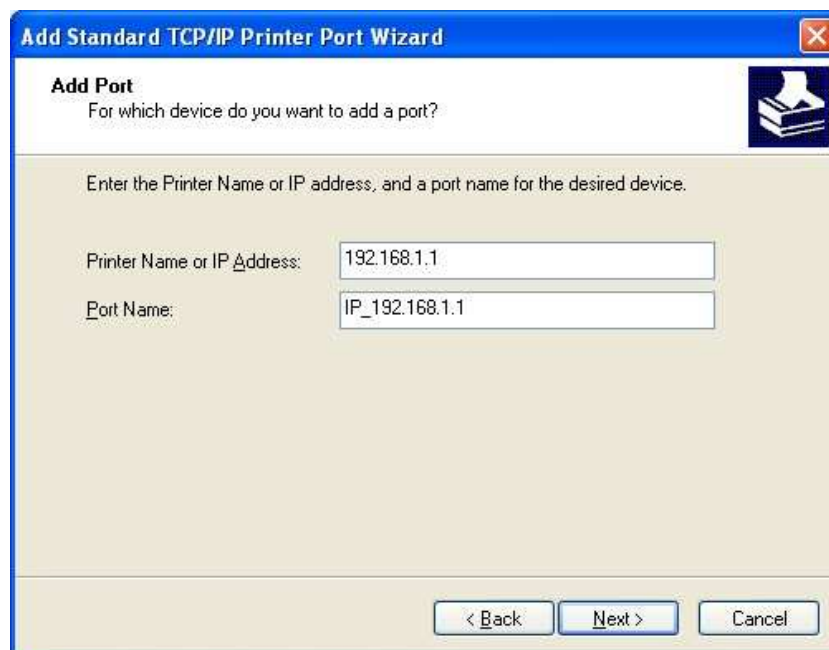 Add Standard TCP/IP Printer Port Wizard
Add Port
For which device do you want to add a port?
Enter the Printer Name or IP address, and a port name for the desired device.
Printer Name or IP Address: 192.168.1.1
Port Name: IP_192.168.1.1
< Back Next > Cancel